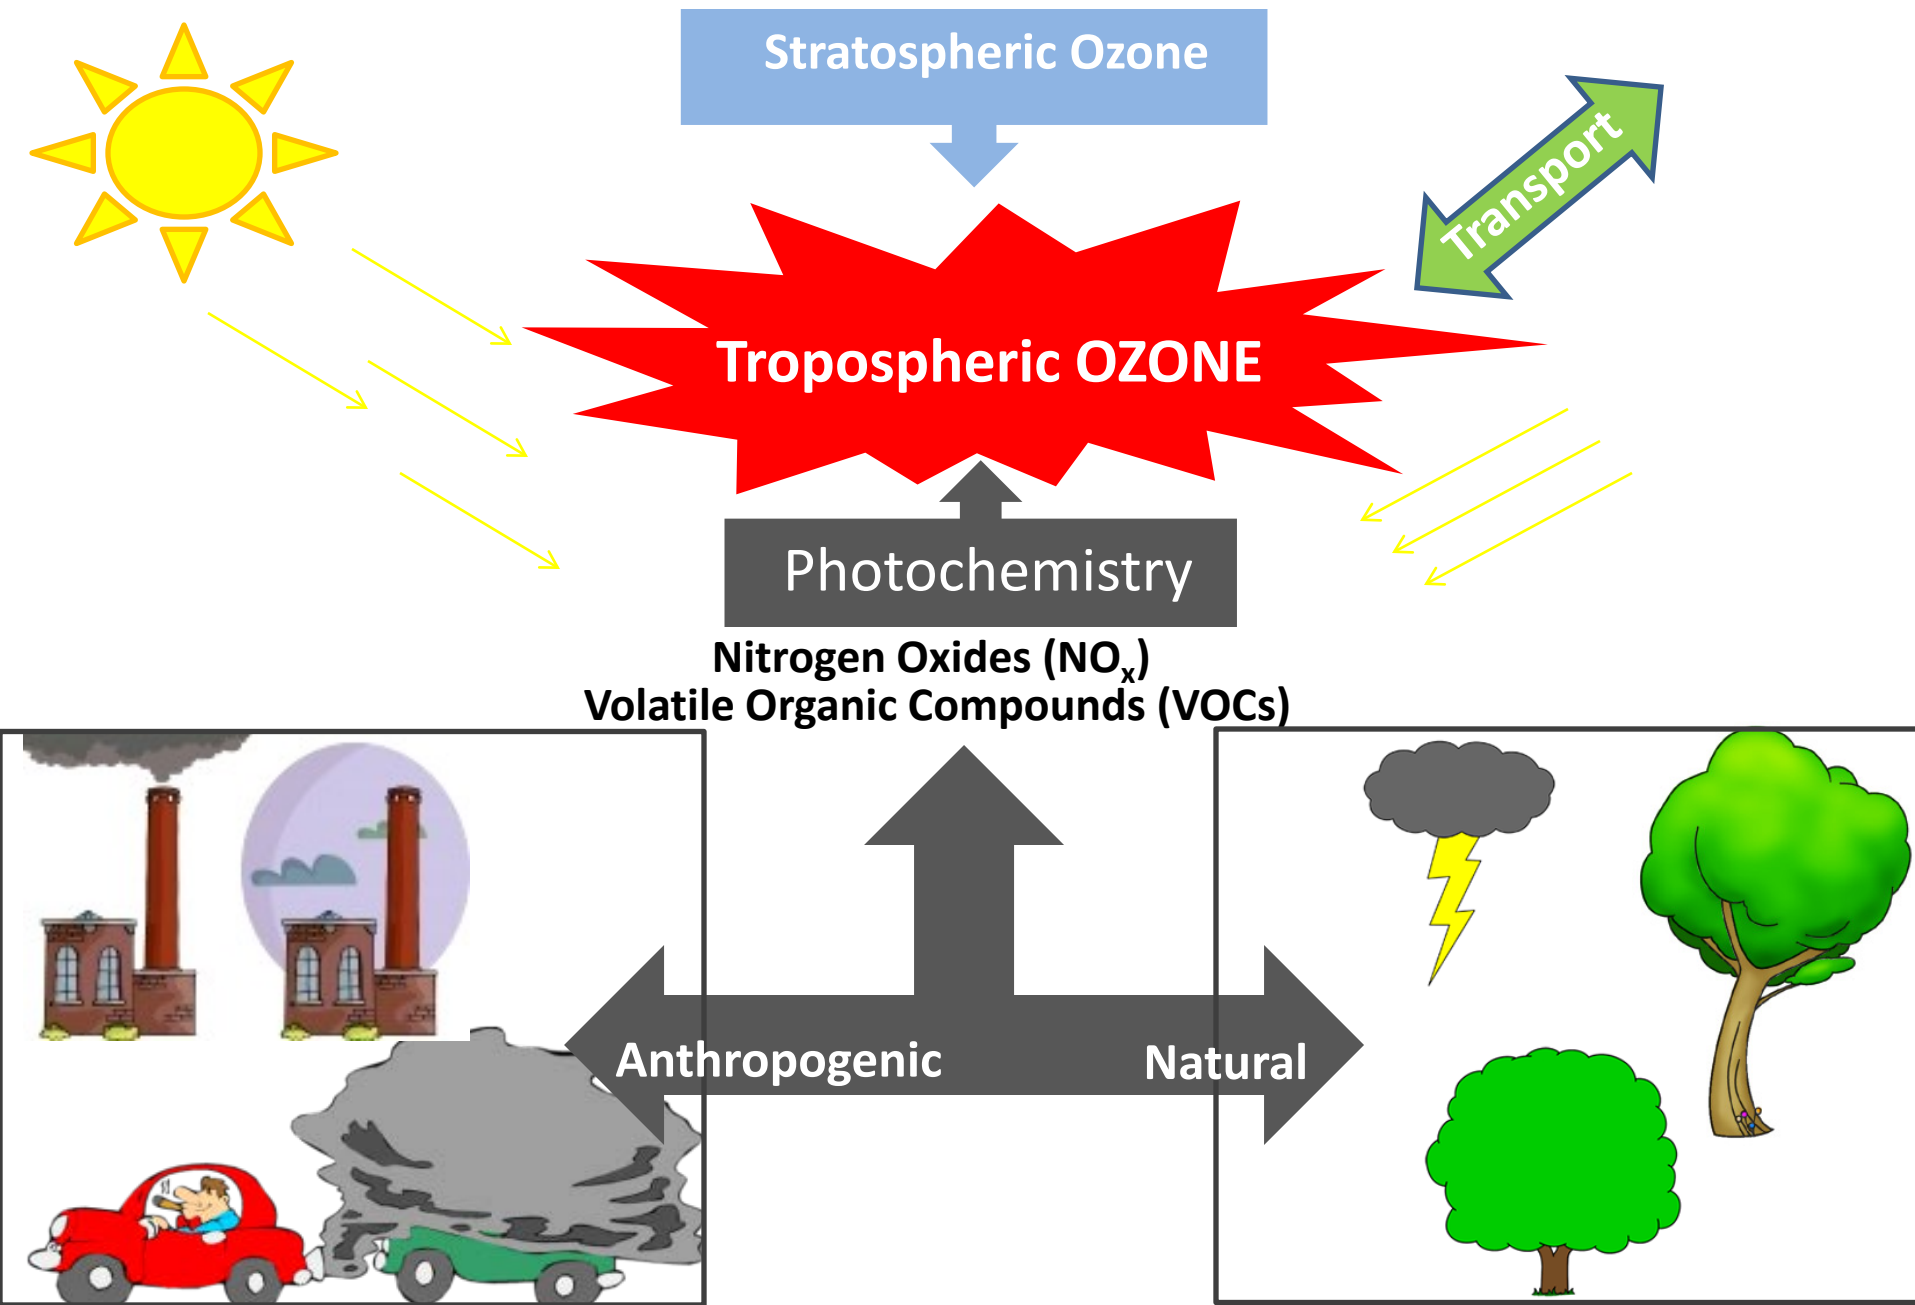 Stratospheric Ozone
Transport
Tropospheric OZONE
Photochemistry
Nitrogen Oxides (NOₓ)
Volatile Organic Compounds (VOCs)
Anthropogenic
Natural